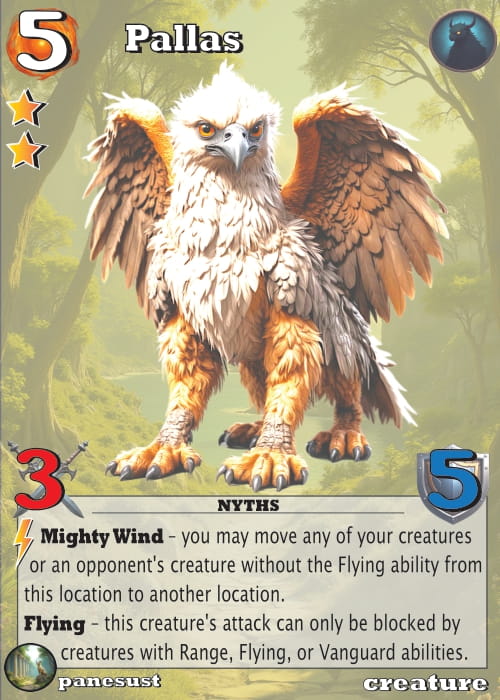 5 Pallas
3
5
NYTHS
Mighty Wind – you may move any of your creatures
or an opponent's creature without the Flying ability from
this location to another location.
Flying – this creature's attack can only be blocked by
creatures with Range, Flying, or Vanguard abilities.
panesust creature